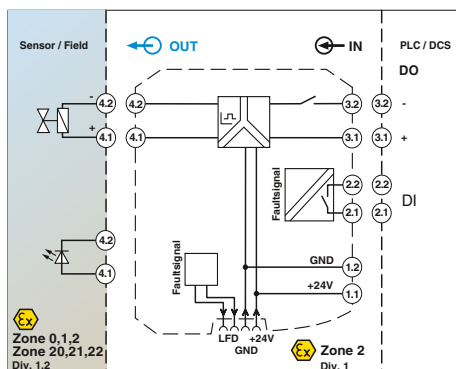 Sensor / Field
OUT
IN
PLC / DCS
DO
-
4.2
4.2
3.2
3.2
-
+
4.1
4.1
3.1
3.1
+
Faultsignal
2.2
2.2
2.1
2.1
DI
4.2
4.1
Faultsignal
GND
1.2
+24V
1.1
LFD
+24V
GND
Ex
Zone 0,1,2
Zone 20,21,22
Div. 1,2
Ex
Zone 2
Div. 1